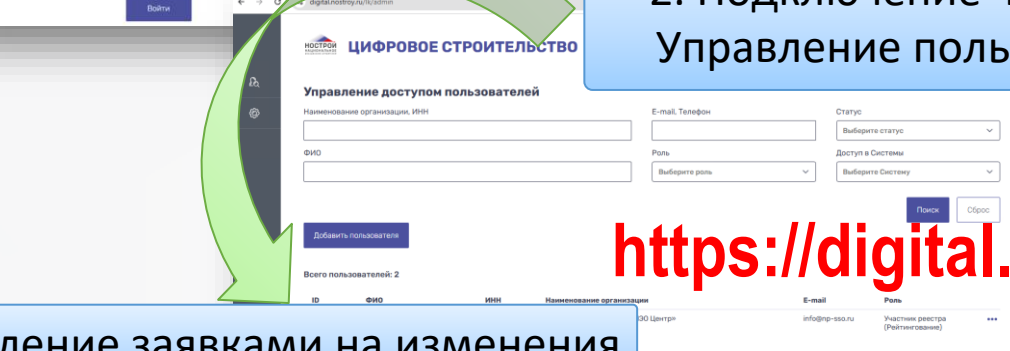 Войти
digital.nostroy.ru/lk/admin
2. Подключение
Управление поль
НОСТРОЙ
ЦИФРОВОЕ СТРОИТЕЛЬСТВО
Управление доступом пользователей
Наименование организации, ИНН
E-mail, Телефон
Статус
Выберите статус
ФИО
Роль
Доступ в Системы
Выберите роль
Выберите Систему
Поиск
Сброс
Добавить пользователя
https://digital.
Всего пользователей: 2
ID ФИО ИНН Наименование организации E-mail Роль
ЭО Центр» info@np-sso.ru Участник реестра
(Рейтингование)
ление заявками на изменения